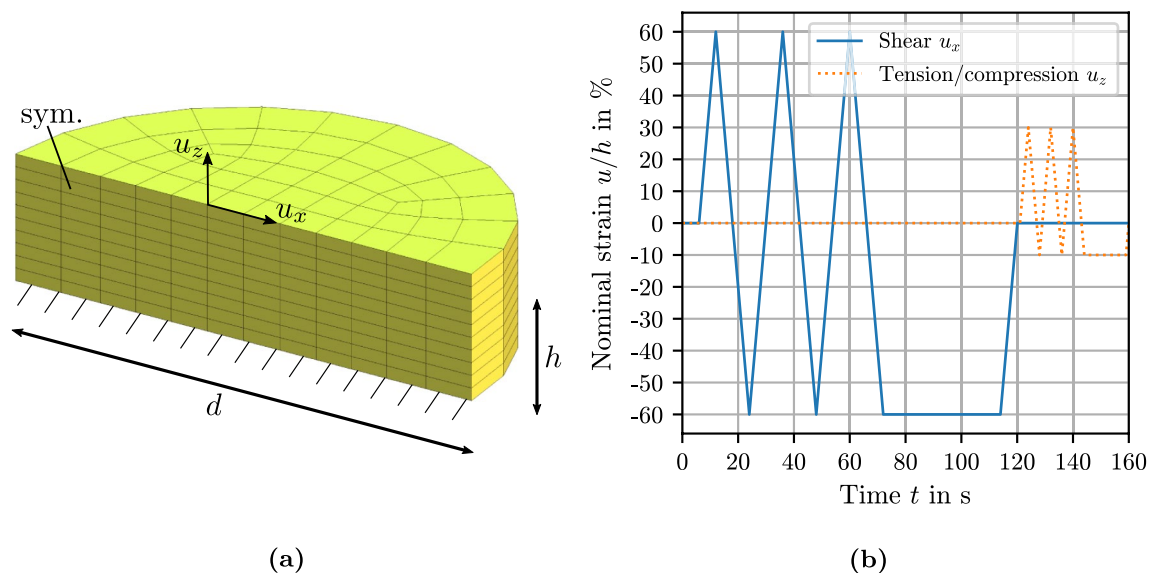 sym.
u_z
u_x
h
d
(a)
Nominal strain u/h in %
60
50
40
30
20
10
0
-10
-20
-30
-40
-50
-60
Shear u_x
Tension/compression u_z
0 20 40 60 80 100 120 140 160
Time t in s
(b)